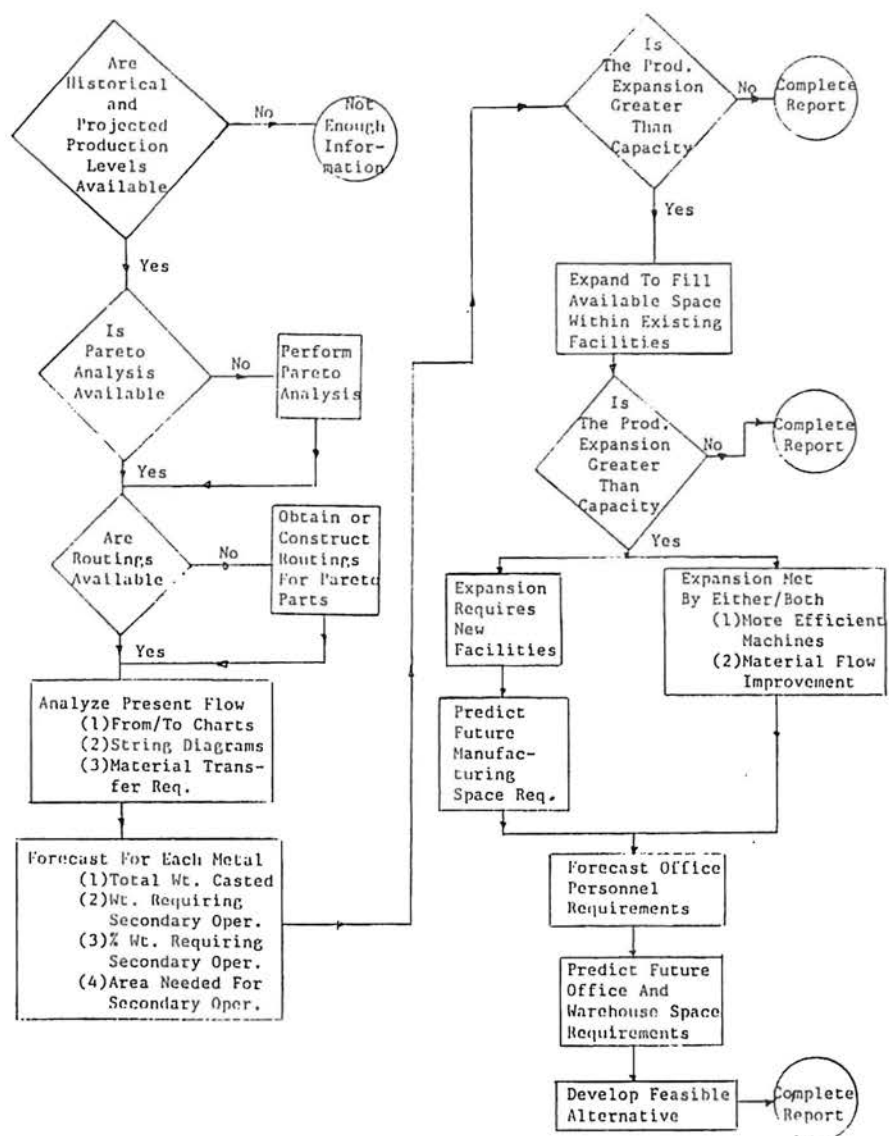 Are
Historical
and
Projected
Production
Levels
Available
No
Not
Enough
Infor-
mation
Yes
Is
Pareto
Analysis
Available
No
Perform
Pareto
Analysis
Yes
Are
Routings
Available
No
Obtain or
Construct
Routings
For Pareto
Parts
Yes
Analyze Present Flow
(1)From/To Charts
(2)String Diagrams
(3)Material Trans-
fer Req.
Forecast For Each Metal
(1)Total Wt. Casted
(2)Wt. Requiring
Secondary Oper.
(3)% Wt. Requiring
Secondary Oper.
(4)Area Needed For
Secondary Oper.
Is
The Prod.
Expansion
Greater
Than
Capacity
No
Complete
Report
Yes
Expand To Fill
Available Space
Within Existing
Facilities
Is
The Prod.
Expansion
Greater
Than
Capacity
No
Complete
Report
Yes
Expansion
Requires
New
Facilities
Expansion Met
By Either/Both
(1)More Efficient
Machines
(2)Material Flow
Improvement
Predict
Future
Manufac-
turing
Space Req.
Forecast Office
Personnel
Requirements
Predict Future
Office And
Warehouse Space
Requirements
Develop Feasible
Alternative
Complete
Report